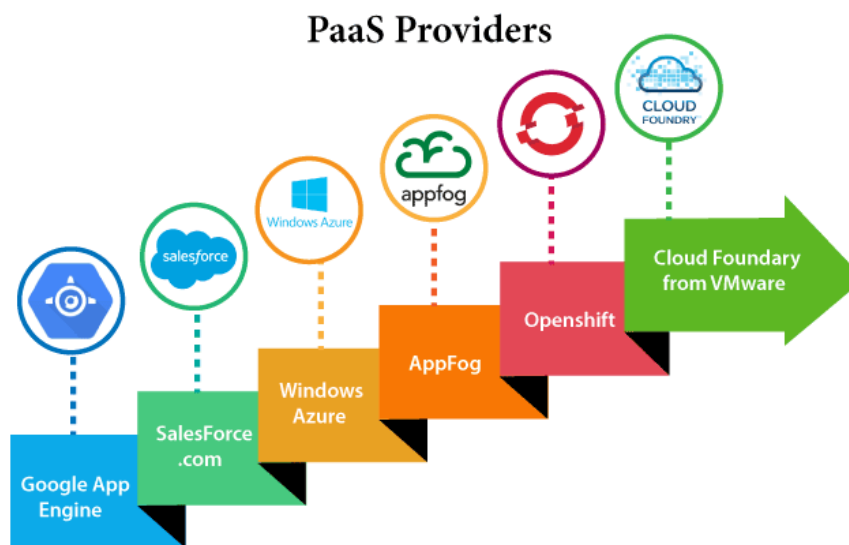 PaaS Providers
CLOUD
FOUNDRY™
appfog
Windows Azure
salesforce
Cloud Foundary
from VMware
Openshift
AppFog
Windows
Azure
SalesForce
.com
Google App
Engine